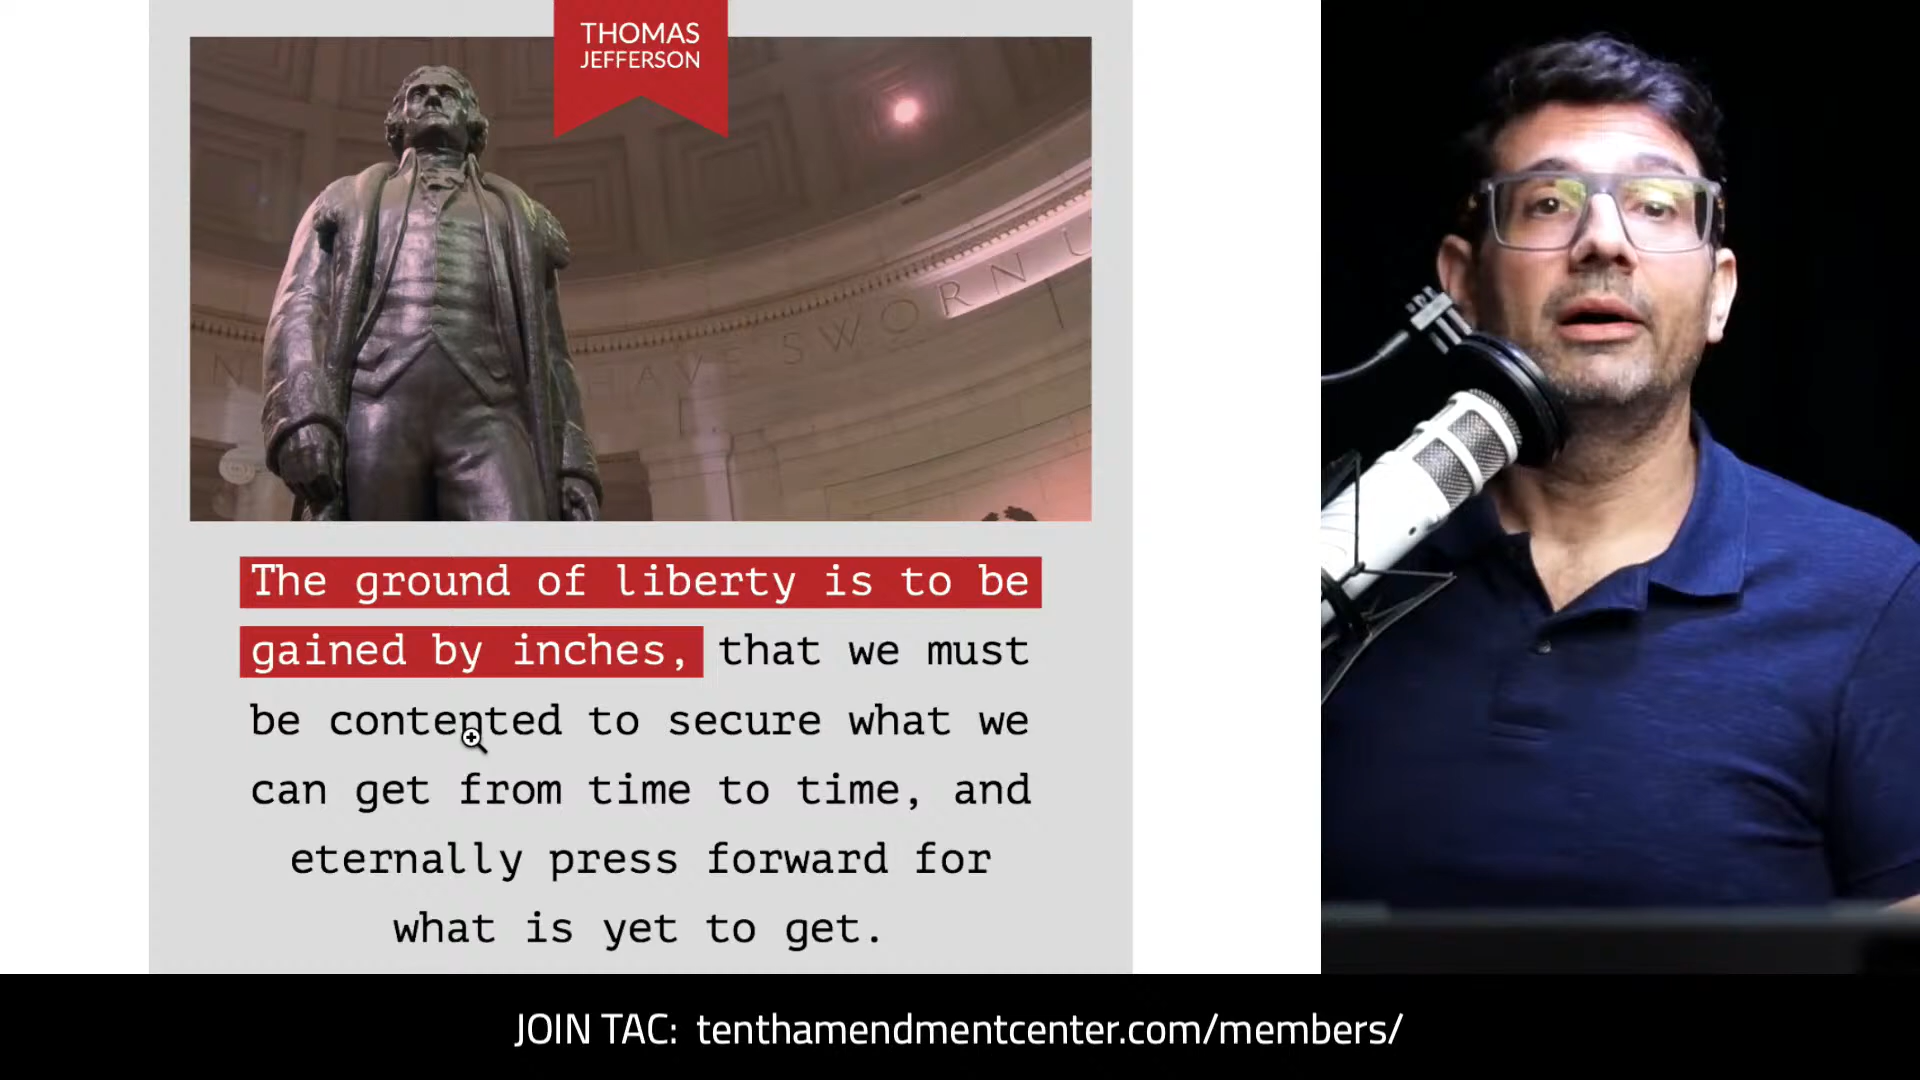 THOMAS
JEFFERSON
HAVE SWORN U
The ground of liberty is to be
gained by inches, that we must
be contented to secure what we
can get from time to time, and
eternally press forward for
what is yet to get.
JOIN TAC: tenthamendmentcenter.com/members/